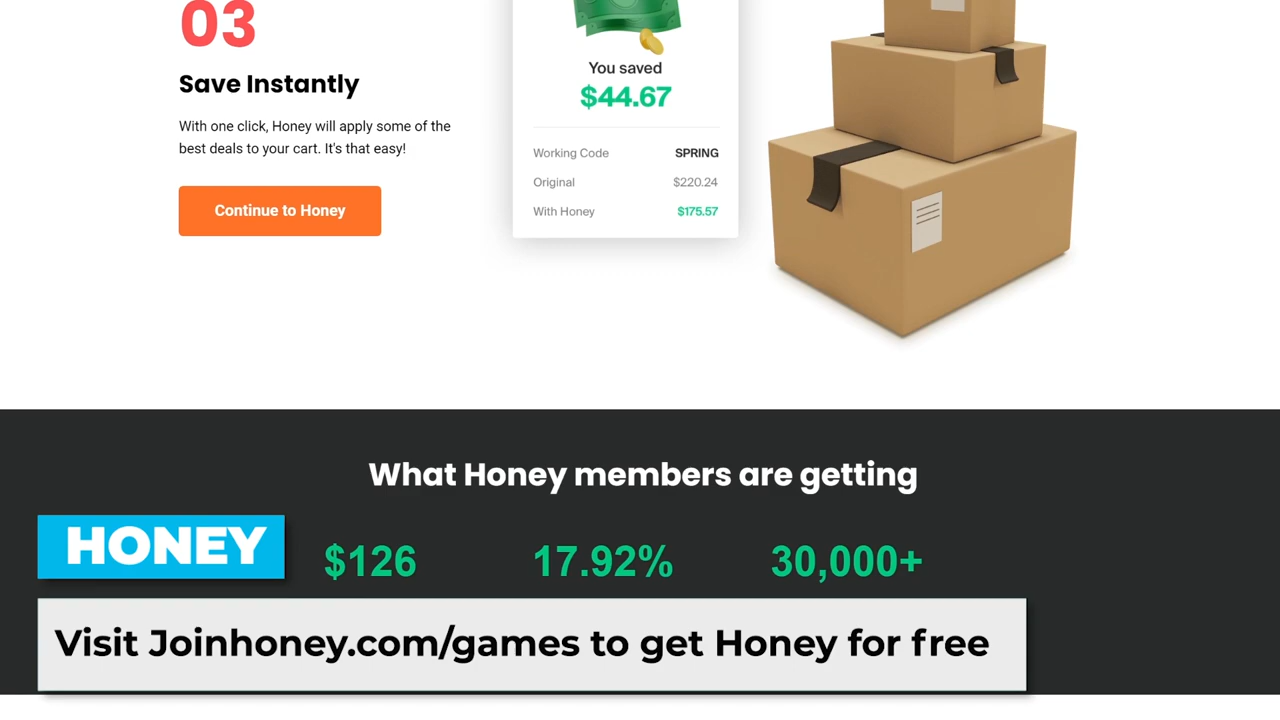 03
Save Instantly
With one click, Honey will apply some of the
best deals to your cart. It's that easy!
Continue to Honey
You saved
$44.67
Working Code SPRING
Original $220.24
With Honey $175.57
What Honey members are getting
HONEY
$126 17.92% 30,000+
Visit Joinhoney.com/games to get Honey for free